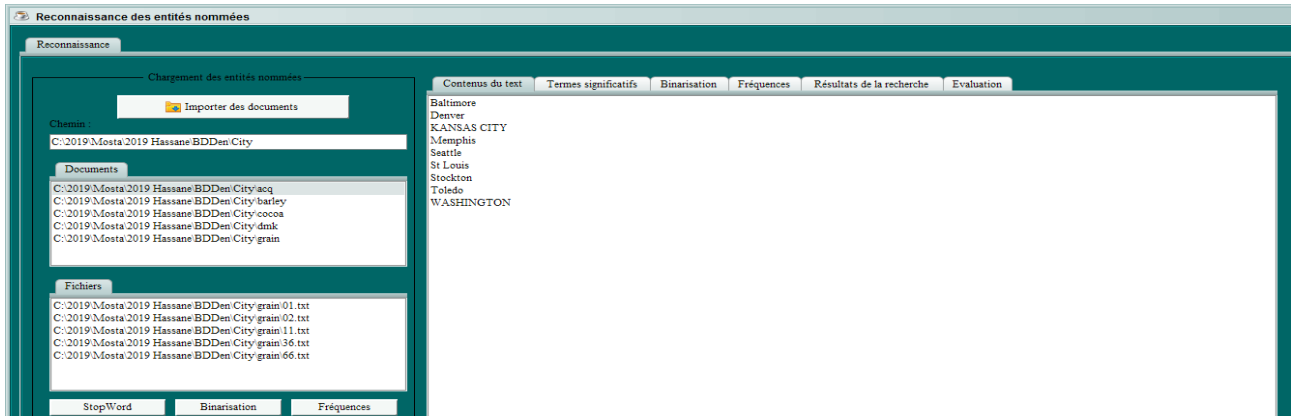 Reconnaissance des entités nommées
Reconnaissance
Chargement des entités nommées
Importer des documents
Chemin :
C:\2019\Mosta\2019 Hassane\BDDen\City
Documents
C:\2019\Mosta\2019 Hassane\BDDen\City\acq
C:\2019\Mosta\2019 Hassane\BDDen\City\barley
C:\2019\Mosta\2019 Hassane\BDDen\City\cocoa
C:\2019\Mosta\2019 Hassane\BDDen\City\dmk
C:\2019\Mosta\2019 Hassane\BDDen\City\grain
Fichiers
C:\2019\Mosta\2019 Hassane\BDDen\City\grain\01.txt
C:\2019\Mosta\2019 Hassane\BDDen\City\grain\02.txt
C:\2019\Mosta\2019 Hassane\BDDen\City\grain\11.txt
C:\2019\Mosta\2019 Hassane\BDDen\City\grain\36.txt
C:\2019\Mosta\2019 Hassane\BDDen\City\grain\66.txt
StopWord Binarisation Fréquences
Contenus du text Termes significatifs Binarisation Fréquences Résultats de la recherche Evaluation
Baltimore
Denver
KANSAS CITY
Memphis
Seattle
St Louis
Stockton
Toledo
WASHINGTON